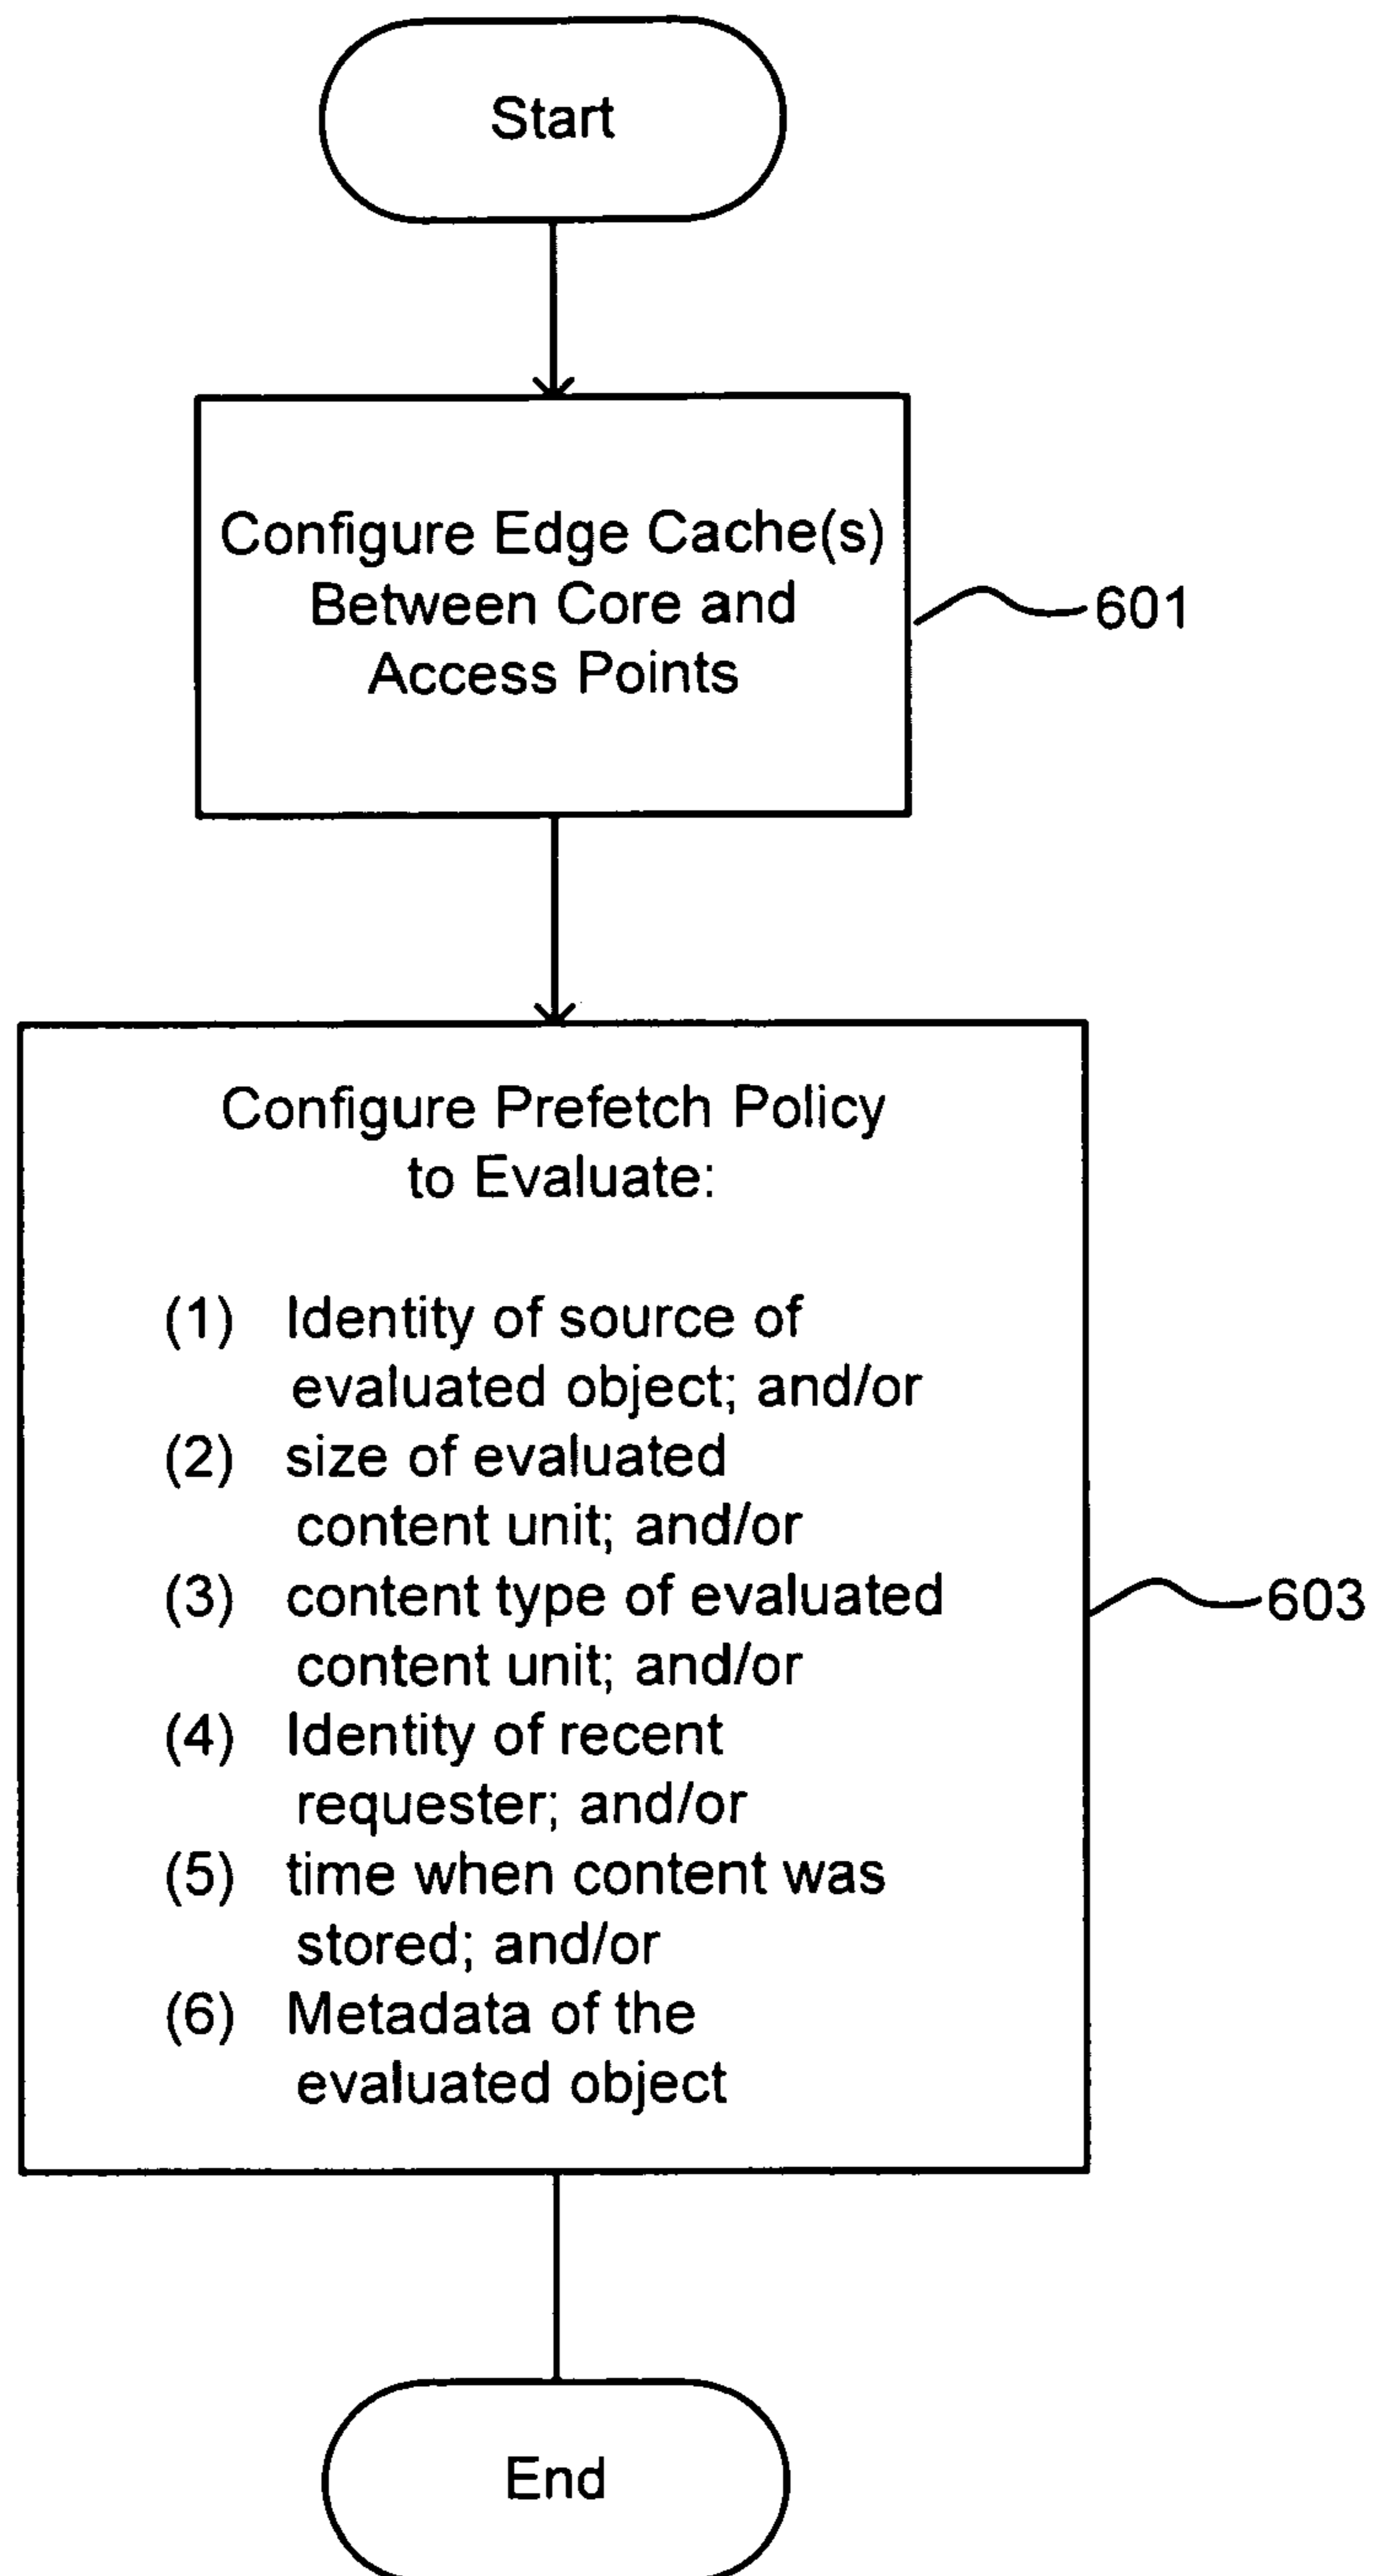 Start
Configure Edge Cache(s)
Between Core and
Access Points
601
Configure Prefetch Policy
to Evaluate:
(1) Identity of source of
evaluated object; and/or
(2) size of evaluated
content unit; and/or
(3) content type of evaluated
content unit; and/or
(4) Identity of recent
requester; and/or
(5) time when content was
stored; and/or
(6) Metadata of the
evaluated object
603
End